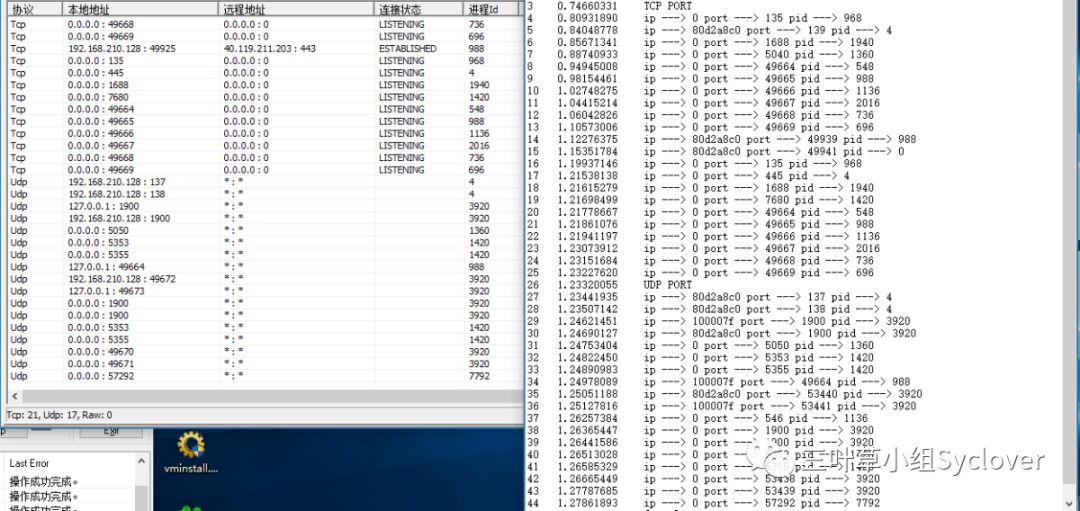 协议 本地地址 远程地址 连接状态 进程Id
Tcp 0.0.0.0 : 49668 0.0.0.0 : 0 LISTENING 736
Tcp 0.0.0.0 : 49669 0.0.0.0 : 0 LISTENING 696
Tcp 192.168.210.128 : 49925 40.119.211.203 : 443 ESTABLISHED 988
Tcp 0.0.0.0 : 135 0.0.0.0 : 0 LISTENING 968
Tcp 0.0.0.0 : 445 0.0.0.0 : 0 LISTENING 4
Tcp 0.0.0.0 : 1688 0.0.0.0 : 0 LISTENING 1940
Tcp 0.0.0.0 : 7680 0.0.0.0 : 0 LISTENING 1420
Tcp 0.0.0.0 : 49664 0.0.0.0 : 0 LISTENING 548
Tcp 0.0.0.0 : 49665 0.0.0.0 : 0 LISTENING 988
Tcp 0.0.0.0 : 49666 0.0.0.0 : 0 LISTENING 1136
Tcp 0.0.0.0 : 49667 0.0.0.0 : 0 LISTENING 2016
Tcp 0.0.0.0 : 49668 0.0.0.0 : 0 LISTENING 736
Tcp 0.0.0.0 : 49669 0.0.0.0 : 0 LISTENING 696
Udp 192.168.210.128 : 137 * : * 4
Udp 192.168.210.128 : 138 * : * 4
Udp 127.0.0.1 : 1900 * : * 3920
Udp 192.168.210.128 : 1900 * : * 3920
Udp 0.0.0.0 : 5050 * : * 1360
Udp 0.0.0.0 : 5353 * : * 1420
Udp 0.0.0.0 : 5355 * : * 1420
Udp 127.0.0.1 : 49664 * : * 988
Udp 192.168.210.128 : 49672 * : * 3920
Udp 127.0.0.1 : 49673 * : * 3920
Udp 0.0.0.0 : 1900 * : * 3920
Udp 0.0.0.0 : 1900 * : * 3920
Udp 0.0.0.0 : 5353 * : * 1420
Udp 0.0.0.0 : 5355 * : * 1420
Udp 0.0.0.0 : 49670 * : * 3920
Udp 0.0.0.0 : 49671 * : * 3920
Udp 0.0.0.0 : 57292 * : * 7792
Tcp: 21, Udp: 17, Raw: 0
Exit
Last Error
操作成功完成。
操作成功完成。
操作成功完成。
vminstall....
3 0.74660331 TCP PORT
4 0.80931890 ip ---> 0 port ---> 135 pid ---> 968
5 0.84048778 ip ---> 80d2a8c0 port ---> 139 pid ---> 4
6 0.85671341 ip ---> 0 port ---> 1688 pid ---> 1940
7 0.88740933 ip ---> 0 port ---> 5040 pid ---> 1360
8 0.94945008 ip ---> 0 port ---> 49664 pid ---> 548
9 0.98154461 ip ---> 0 port ---> 49665 pid ---> 988
10 1.02748275 ip ---> 0 port ---> 49666 pid ---> 1136
11 1.04415214 ip ---> 0 port ---> 49667 pid ---> 2016
12 1.06042826 ip ---> 0 port ---> 49668 pid ---> 736
13 1.10573006 ip ---> 0 port ---> 49669 pid ---> 696
14 1.12276375 ip ---> 80d2a8c0 port ---> 49939 pid ---> 988
15 1.15351784 ip ---> 80d2a8c0 port ---> 49941 pid ---> 0
16 1.19937146 ip ---> 0 port ---> 135 pid ---> 968
17 1.21538138 ip ---> 0 port ---> 445 pid ---> 4
18 1.21615279 ip ---> 0 port ---> 1688 pid ---> 1940
19 1.21698499 ip ---> 0 port ---> 7680 pid ---> 1420
20 1.21778667 ip ---> 0 port ---> 49664 pid ---> 548
21 1.21861076 ip ---> 0 port ---> 49665 pid ---> 988
22 1.21941197 ip ---> 0 port ---> 49666 pid ---> 1136
23 1.23073912 ip ---> 0 port ---> 49667 pid ---> 2016
24 1.23151684 ip ---> 0 port ---> 49668 pid ---> 736
25 1.23227620 ip ---> 0 port ---> 49669 pid ---> 696
26 1.23320055 UDP PORT
27 1.23441935 ip ---> 80d2a8c0 port ---> 137 pid ---> 4
28 1.23507142 ip ---> 80d2a8c0 port ---> 138 pid ---> 4
29 1.24621451 ip ---> 100007f port ---> 1900 pid ---> 3920
30 1.24690127 ip ---> 80d2a8c0 port ---> 1900 pid ---> 3920
31 1.24753404 ip ---> 0 port ---> 5050 pid ---> 1360
32 1.24822450 ip ---> 0 port ---> 5353 pid ---> 1420
33 1.24890983 ip ---> 0 port ---> 5355 pid ---> 1420
34 1.24978089 ip ---> 100007f port ---> 49664 pid ---> 988
35 1.25051188 ip ---> 80d2a8c0 port ---> 53440 pid ---> 3920
36 1.25127816 ip ---> 100007f port ---> 53441 pid ---> 3920
37 1.26257384 ip ---> 0 port ---> 546 pid ---> 1136
38 1.26365447 ip ---> 0 port ---> 1900 pid ---> 3920
39 1.26441586 ip ---> 0 port ---> 1900 pid ---> 3920
40 1.26513028 ip ---> 0 port --->
41 1.26585329 ip ---> 0 port --->
42 1.26665449 ip ---> 0 port ---> 53438 pid ---> 3920
43 1.27787685 ip ---> 0 port ---> 53439 pid ---> 3920
44 1.27861893 ip ---> 0 port ---> 57292 pid ---> 7792
三叶草小组Syclover